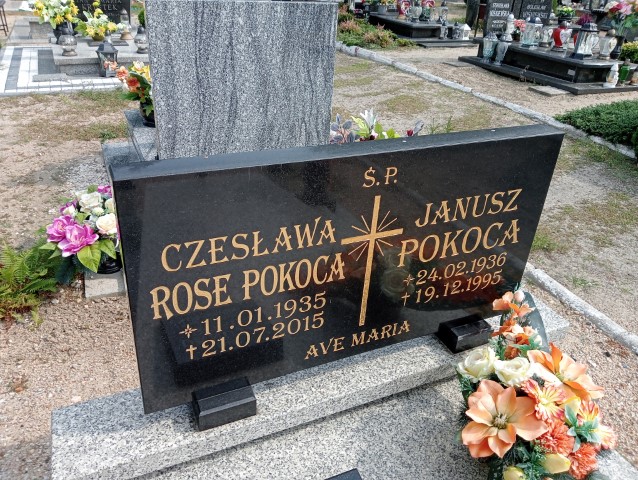 Ś.P.
CZESŁAWA
ROSE POKOCA
* 11.01.1935
† 21.07.2015
JANUSZ
POKOCA
* 24.02.1936
† 19.12.1995
AVE MARIA